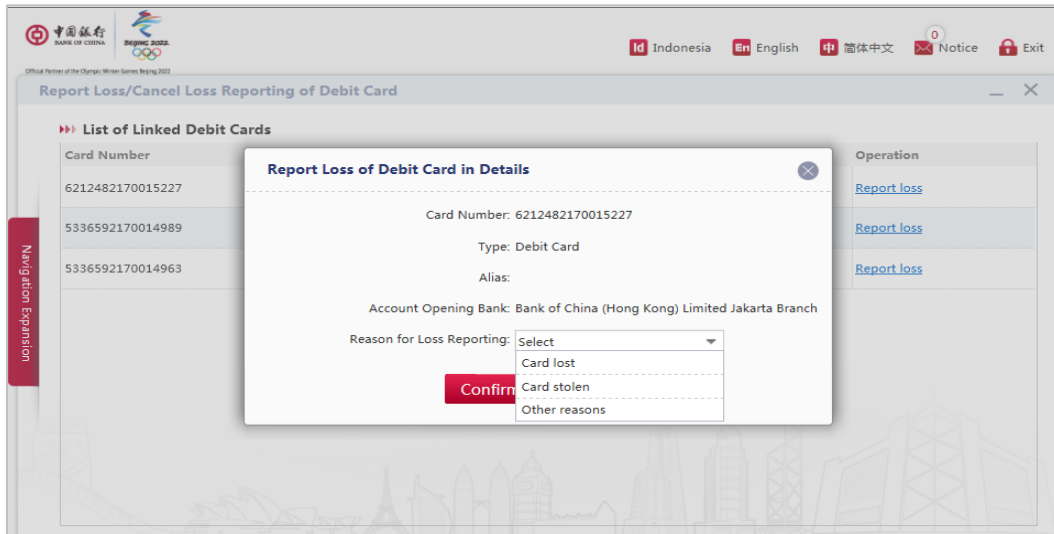 中国银行
BANK OF CHINA
BEIJING 2022
Official Partner of the Olympic Winter Games Beijing 2022
Id Indonesia En English 中 简体中文 0 Notice Exit
Report Loss/Cancel Loss Reporting of Debit Card
List of Linked Debit Cards
Card Number Operation
6212482170015227 Report loss
5336592170014989 Report loss
5336592170014963 Report loss
Navigation Expansion
Report Loss of Debit Card in Details
Card Number: 6212482170015227
Type: Debit Card
Alias:
Account Opening Bank: Bank of China (Hong Kong) Limited Jakarta Branch
Reason for Loss Reporting: Select
Card lost
Confirm Card stolen
Other reasons